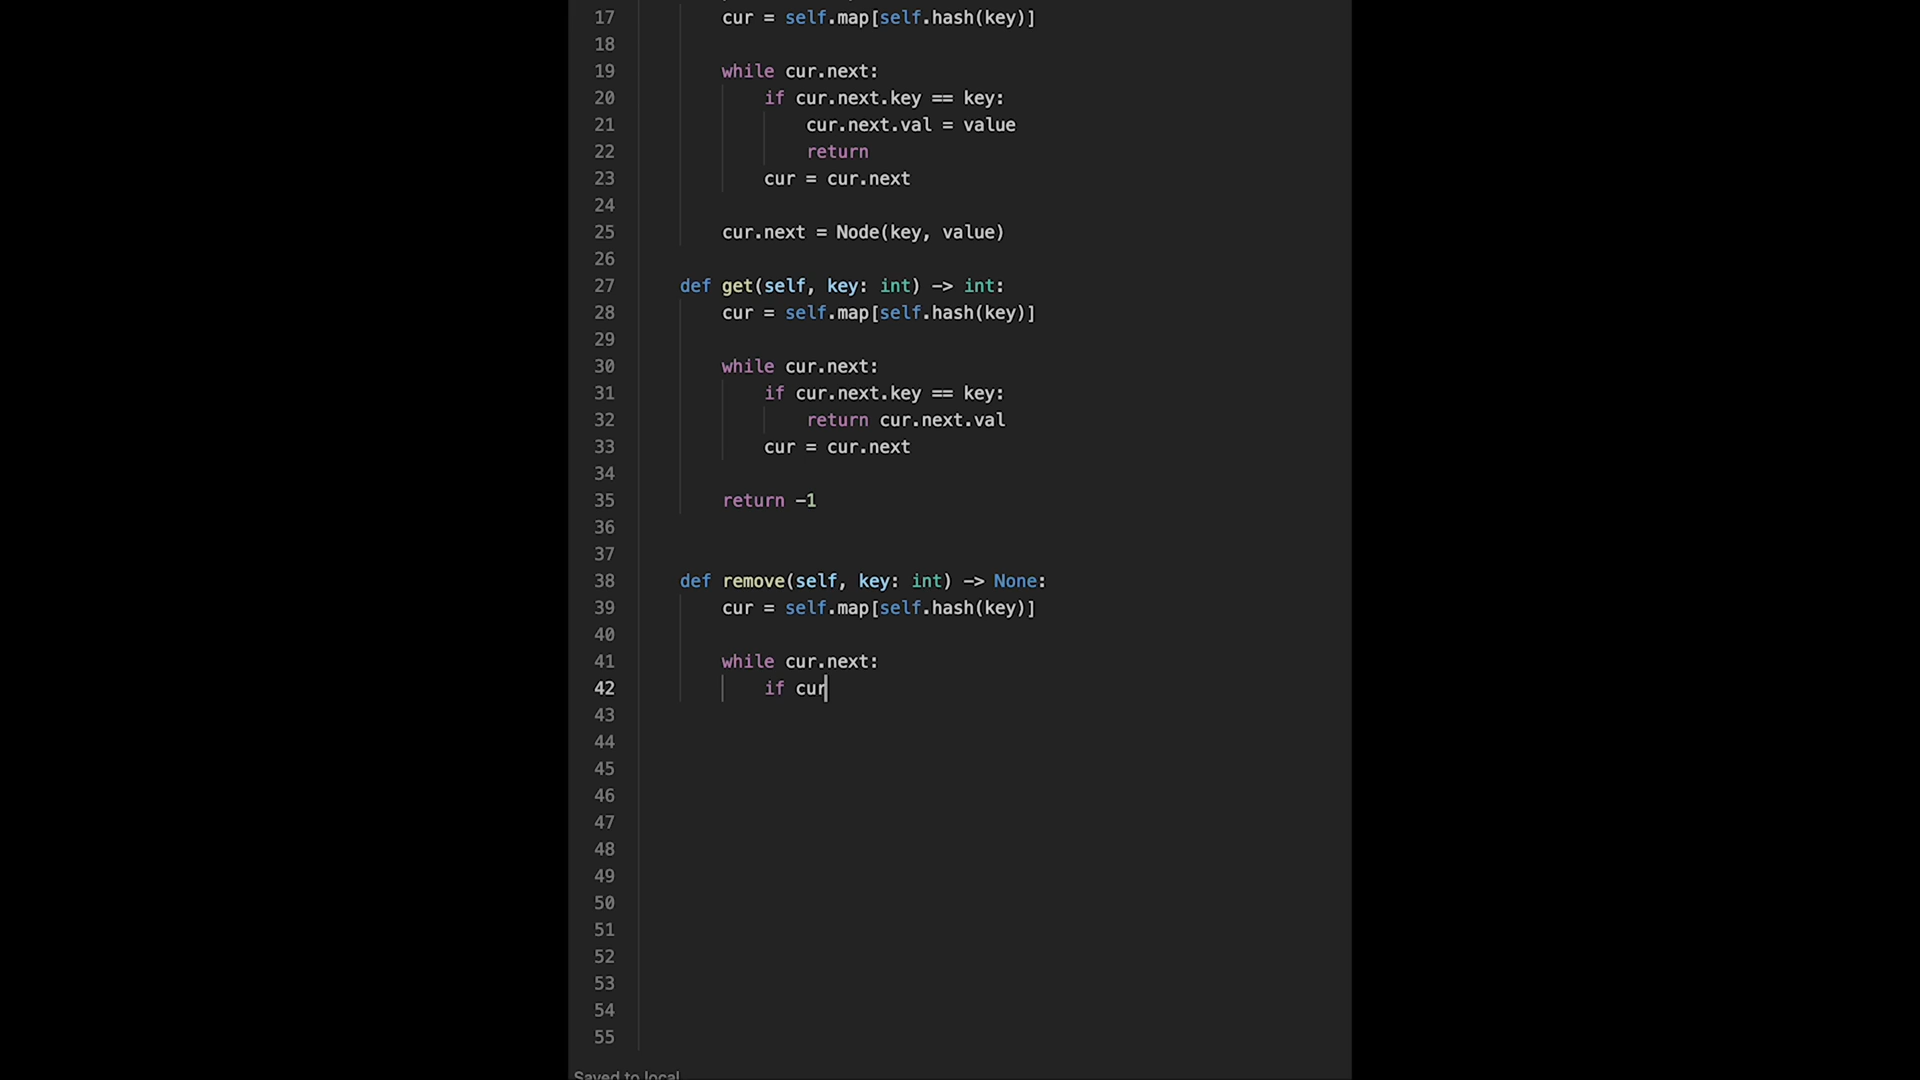 17 cur = self.map[self.hash(key)]
18
19 while cur.next:
20 if cur.next.key == key:
21 cur.next.val = value
22 return
23 cur = cur.next
24
25 cur.next = Node(key, value)
26
27 def get(self, key: int) -> int:
28 cur = self.map[self.hash(key)]
29
30 while cur.next:
31 if cur.next.key == key:
32 return cur.next.val
33 cur = cur.next
34
35 return -1
36
37
38 def remove(self, key: int) -> None:
39 cur = self.map[self.hash(key)]
40
41 while cur.next:
42 if cur
43
44
45
46
47
48
49
50
51
52
53
54
55
Saved to local